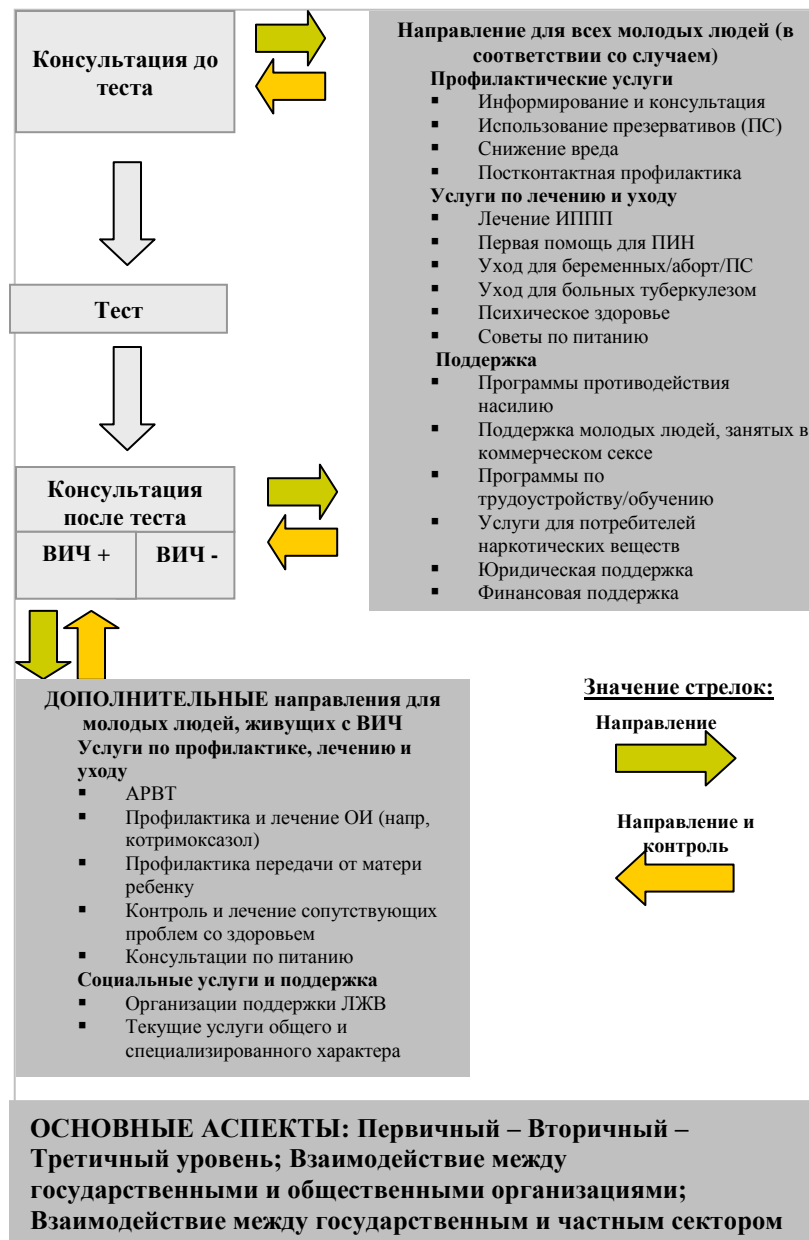 Консультация до
теста
Направление для всех молодых людей (в
соответствии со случаем)
Профилактические услуги
▪ Информирование и консультация
▪ Использование презервативов (ПС)
▪ Снижение вреда
▪ Постконтактная профилактика
Услуги по лечению и уходу
▪ Лечение ИППП
▪ Первая помощь для ПИН
▪ Уход для беременных/аборт/ПС
▪ Уход для больных туберкулезом
▪ Психическое здоровье
▪ Советы по питанию
Поддержка
▪ Программы противодействия
насилию
▪ Поддержка молодых людей, занятых в
коммерческом сексе
▪ Программы по
трудоустройству/обучению
▪ Услуги для потребителей
наркотических веществ
▪ Юридическая поддержка
▪ Финансовая поддержка
Тест
Консультация
после теста
ВИЧ +
ВИЧ -
ДОПОЛНИТЕЛЬНЫЕ направления для
молодых людей, живущих с ВИЧ
Услуги по профилактике, лечению и
уходу
▪ АРВТ
▪ Профилактика и лечение ОИ (напр,
котримоксазол)
▪ Профилактика передачи от матери
ребенку
▪ Контроль и лечение сопутствующих
проблем со здоровьем
▪ Консультации по питанию
Социальные услуги и поддержка
▪ Организации поддержки ЛЖВ
▪ Текущие услуги общего и
специализированного характера
Значение стрелок:
Направление
Направление и
контроль
ОСНОВНЫЕ АСПЕКТЫ: Первичный – Вторичный –
Третичный уровень; Взаимодействие между
государственными и общественными организациями;
Взаимодействие между государственным и частным сектором